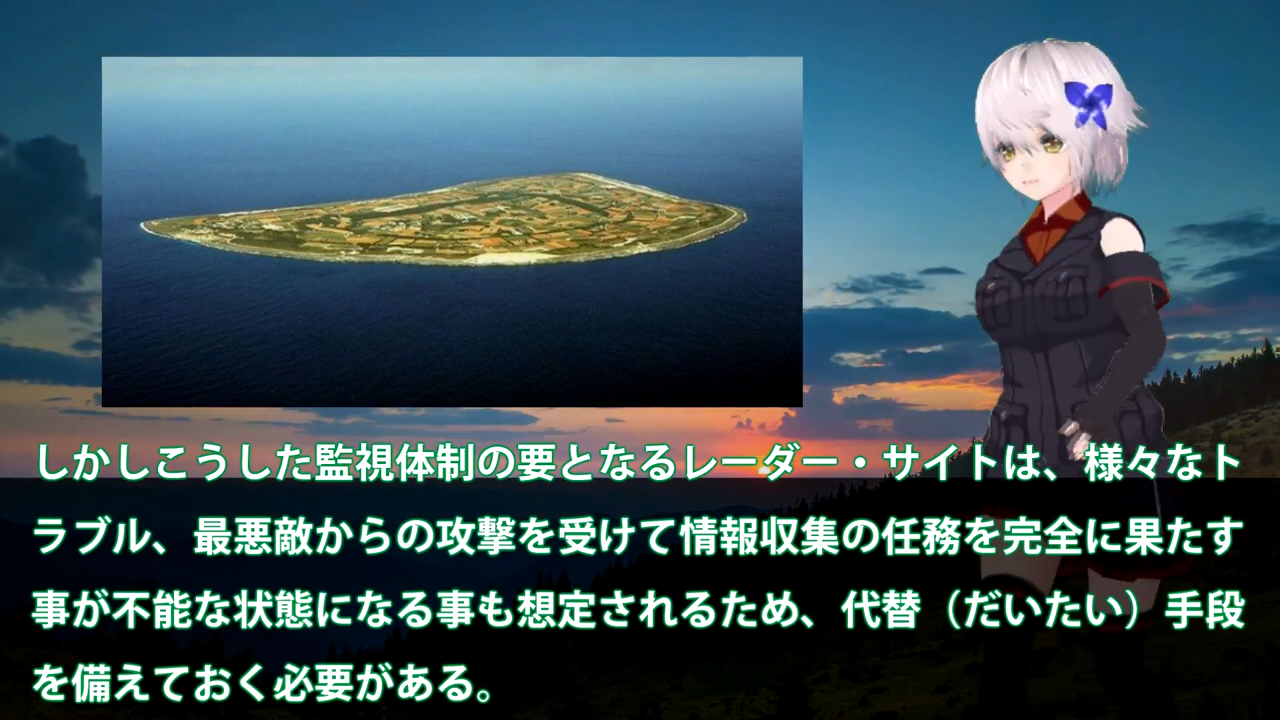 しかしこうした監視体制の要となるレーダー・サイトは、様々なト
ラブル、最悪敵からの攻撃を受けて情報収集の任務を完全に果たす
事が不能な状態になる事も想定されるため、代替（だいたい）手段
を備えておく必要がある。